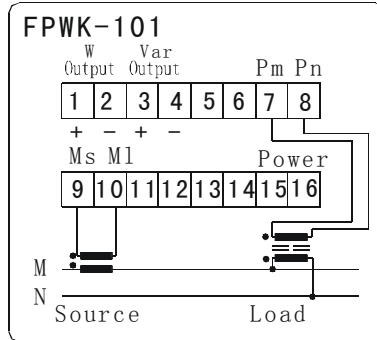 FPWK-101
W Var
Output Output Pm Pn
1 2 3 4 5 6 7 8
+ - + -
Ms Ml Power
9 10 11 12 13 14 15 16
M
N
Source Load